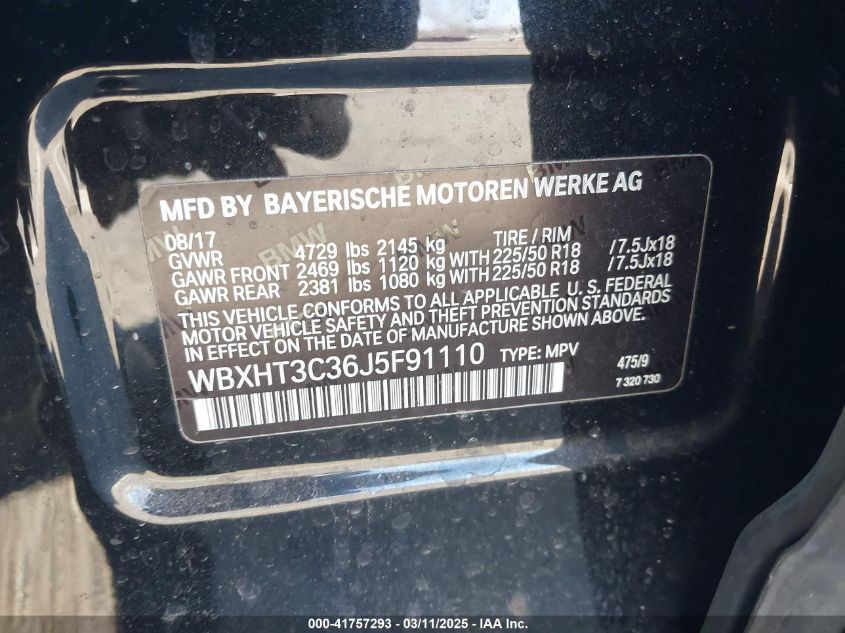 MFD BY BAYERISCHE MOTOREN WERKE AG
08/17 TIRE / RIM
GVWR 4729 lbs 2145 kg
GAWR FRONT 2469 lbs 1120 kg WITH 225/50 R18 /7.5Jx18
GAWR REAR 2381 lbs 1080 kg WITH 225/50 R18 /7.5Jx18
THIS VEHICLE CONFORMS TO ALL APPLICABLE U. S. FEDERAL
MOTOR VEHICLE SAFETY AND THEFT PREVENTION STANDARDS
IN EFFECT ON THE DATE OF MANUFACTURE SHOWN ABOVE.
WBXHT3C36J5F91110 TYPE: MPV 475/9
7 320 730
BMW
000-41757293 - 03/11/2025 - IAAI.com